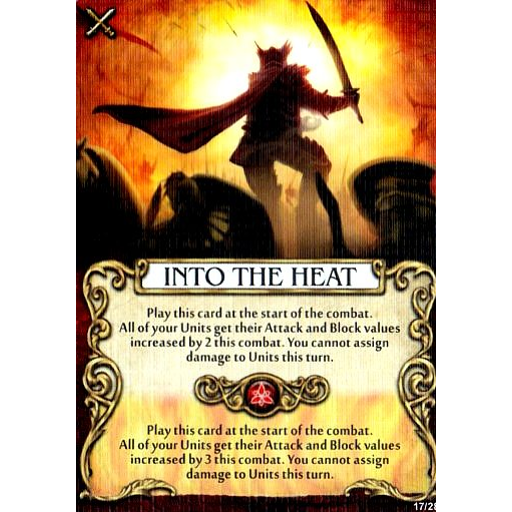 INTO THE HEAT
Play this card at the start of the combat.
All of your Units get their Attack and Block values
increased by 2 this combat. You cannot assign
damage to Units this turn.
Play this card at the start of the combat.
All of your Units get their Attack and Block values
increased by 3 this combat. You cannot assign
damage to Units this turn.